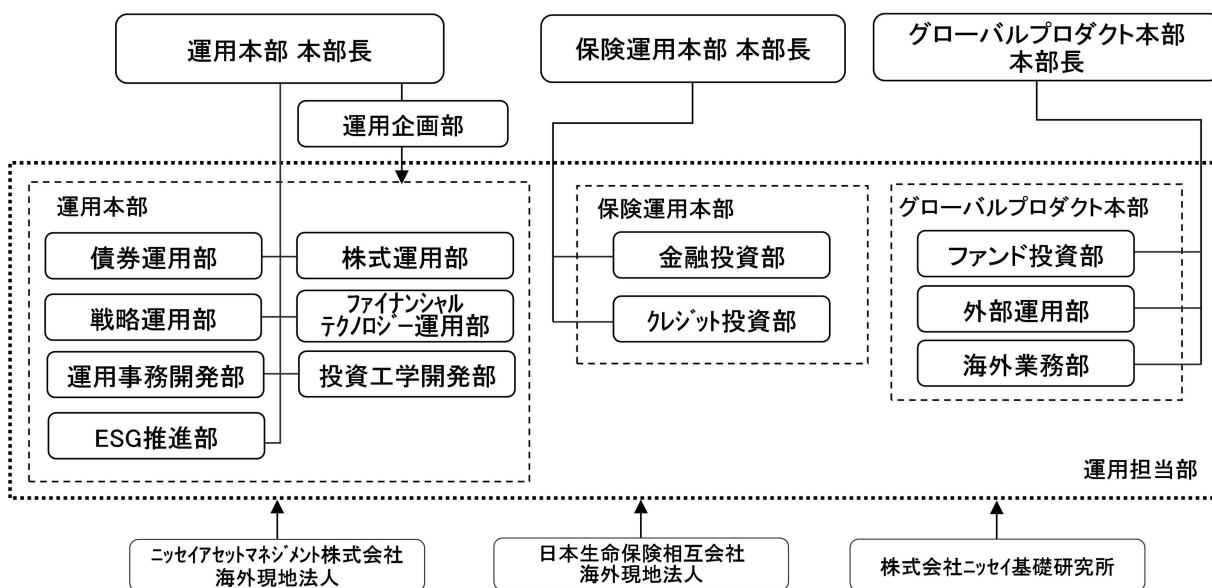 運用本部 本部長
保険運用本部 本部長
グローバルプロダクト本部
本部長
運用企画部
運用本部
債券運用部
株式運用部
戦略運用部
ファイナンシャル
テクノロジー運用部
運用事務開発部
投資工学開発部
ESG推進部
保険運用本部
金融投資部
クレジット投資部
グローバルプロダクト本部
ファンド投資部
外部運用部
海外業務部
運用担当部
ニッセイアセットマネジメント株式会社
海外現地法人
日本生命保険相互会社
海外現地法人
株式会社ニッセイ基礎研究所